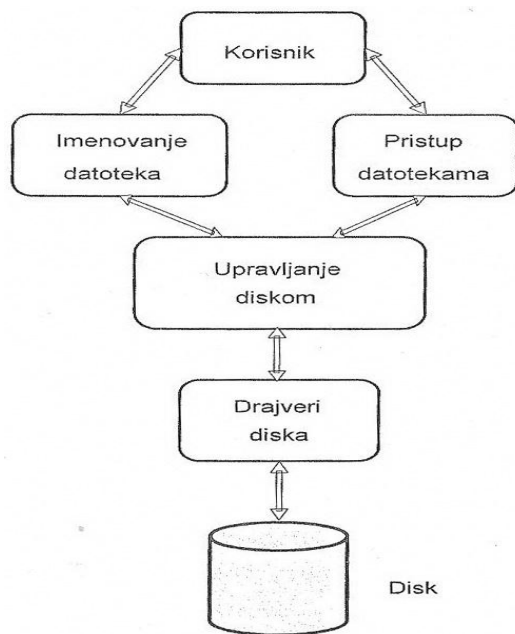 Korisnik
Imenovanje
datoteka
Pristup
datotekama
Upravljanje
diskom
Drajveri
diska
Disk